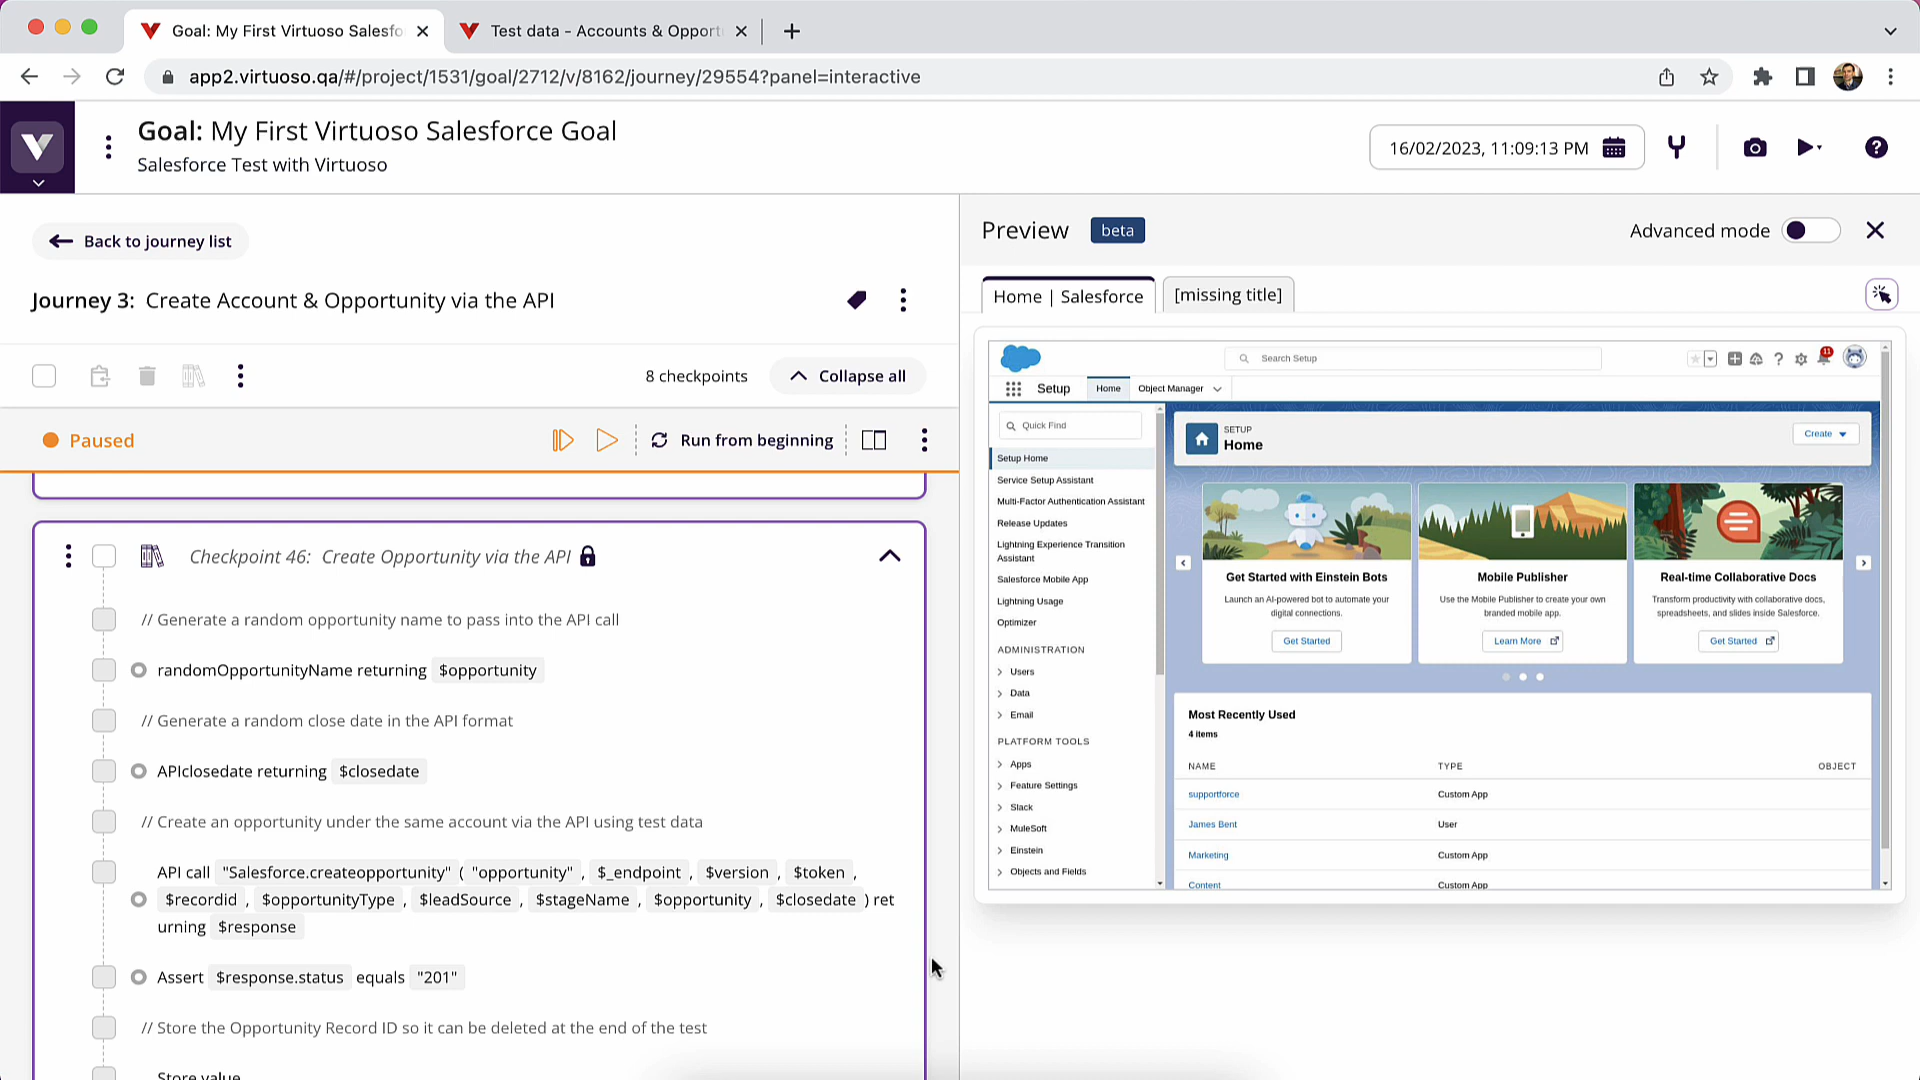 Goal: My First Virtuoso Salesfo
Test data - Accounts & Opport
app2.virtuoso.qa/#/project/1531/goal/2712/v/8162/journey/29554?panel=interactive
Goal: My First Virtuoso Salesforce Goal
Salesforce Test with Virtuoso
16/02/2023, 11:09:13 PM
Back to journey list
Journey 3: Create Account & Opportunity via the API
8 checkpoints
Collapse all
Paused
Run from beginning
Checkpoint 46: Create Opportunity via the API
// Generate a random opportunity name to pass into the API call
randomOpportunityName returning $opportunity
// Generate a random close date in the API format
APIclosedate returning $closedate
// Create an opportunity under the same account via the API using test data
API call "Salesforce.createopportunity" ( "opportunity" , $_endpoint , $version , $token ,
$recordid , $opportunityType , $leadSource , $stageName , $opportunity , $closedate ) ret
urning $response
Assert $response.status equals "201"
// Store the Opportunity Record ID so it can be deleted at the end of the test
Store value
Preview beta
Advanced mode
Home | Salesforce
[missing title]
Search Setup
11
Setup
Home
Object Manager
Quick Find
Setup Home
Service Setup Assistant
Multi-Factor Authentication Assistant
Release Updates
Lightning Experience Transition
Assistant
Salesforce Mobile App
Lightning Usage
Optimizer
ADMINISTRATION
Users
Data
Email
PLATFORM TOOLS
Apps
Feature Settings
Slack
MuleSoft
Einstein
Objects and Fields
SETUP
Home
Create
Get Started with Einstein Bots
Launch an AI-powered bot to automate your
digital connections.
Get Started
Mobile Publisher
Use the Mobile Publisher to create your own
branded mobile app.
Learn More
Real-time Collaborative Docs
Transform productivity with collaborative docs,
spreadsheets, and slides inside Salesforce.
Get Started
Most Recently Used
4 items
NAME TYPE OBJECT
supportforce Custom App
James Bent User
Marketing Custom App
Content Custom App